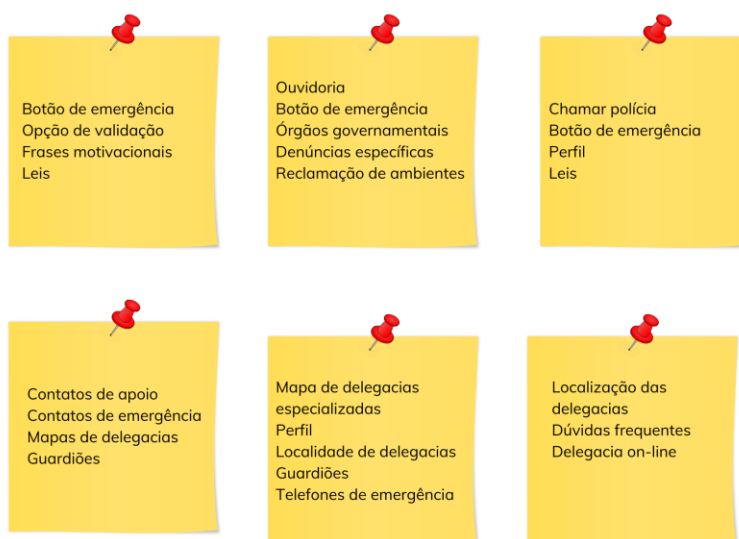 Botão de emergência
Opção de validação
Frases motivacionais
Leis
Ouvidoria
Botão de emergência
Órgãos governamentais
Denúncias específicas
Reclamação de ambientes
Chamar polícia
Botão de emergência
Perfil
Leis
Contatos de apoio
Contatos de emergência
Mapas de delegacias
Guardiões
Mapa de delegacias
especializadas
Perfil
Localidade de delegacias
Guardiões
Telefones de emergência
Localização das
delegacias
Dúvidas frequentes
Delegacia on-line